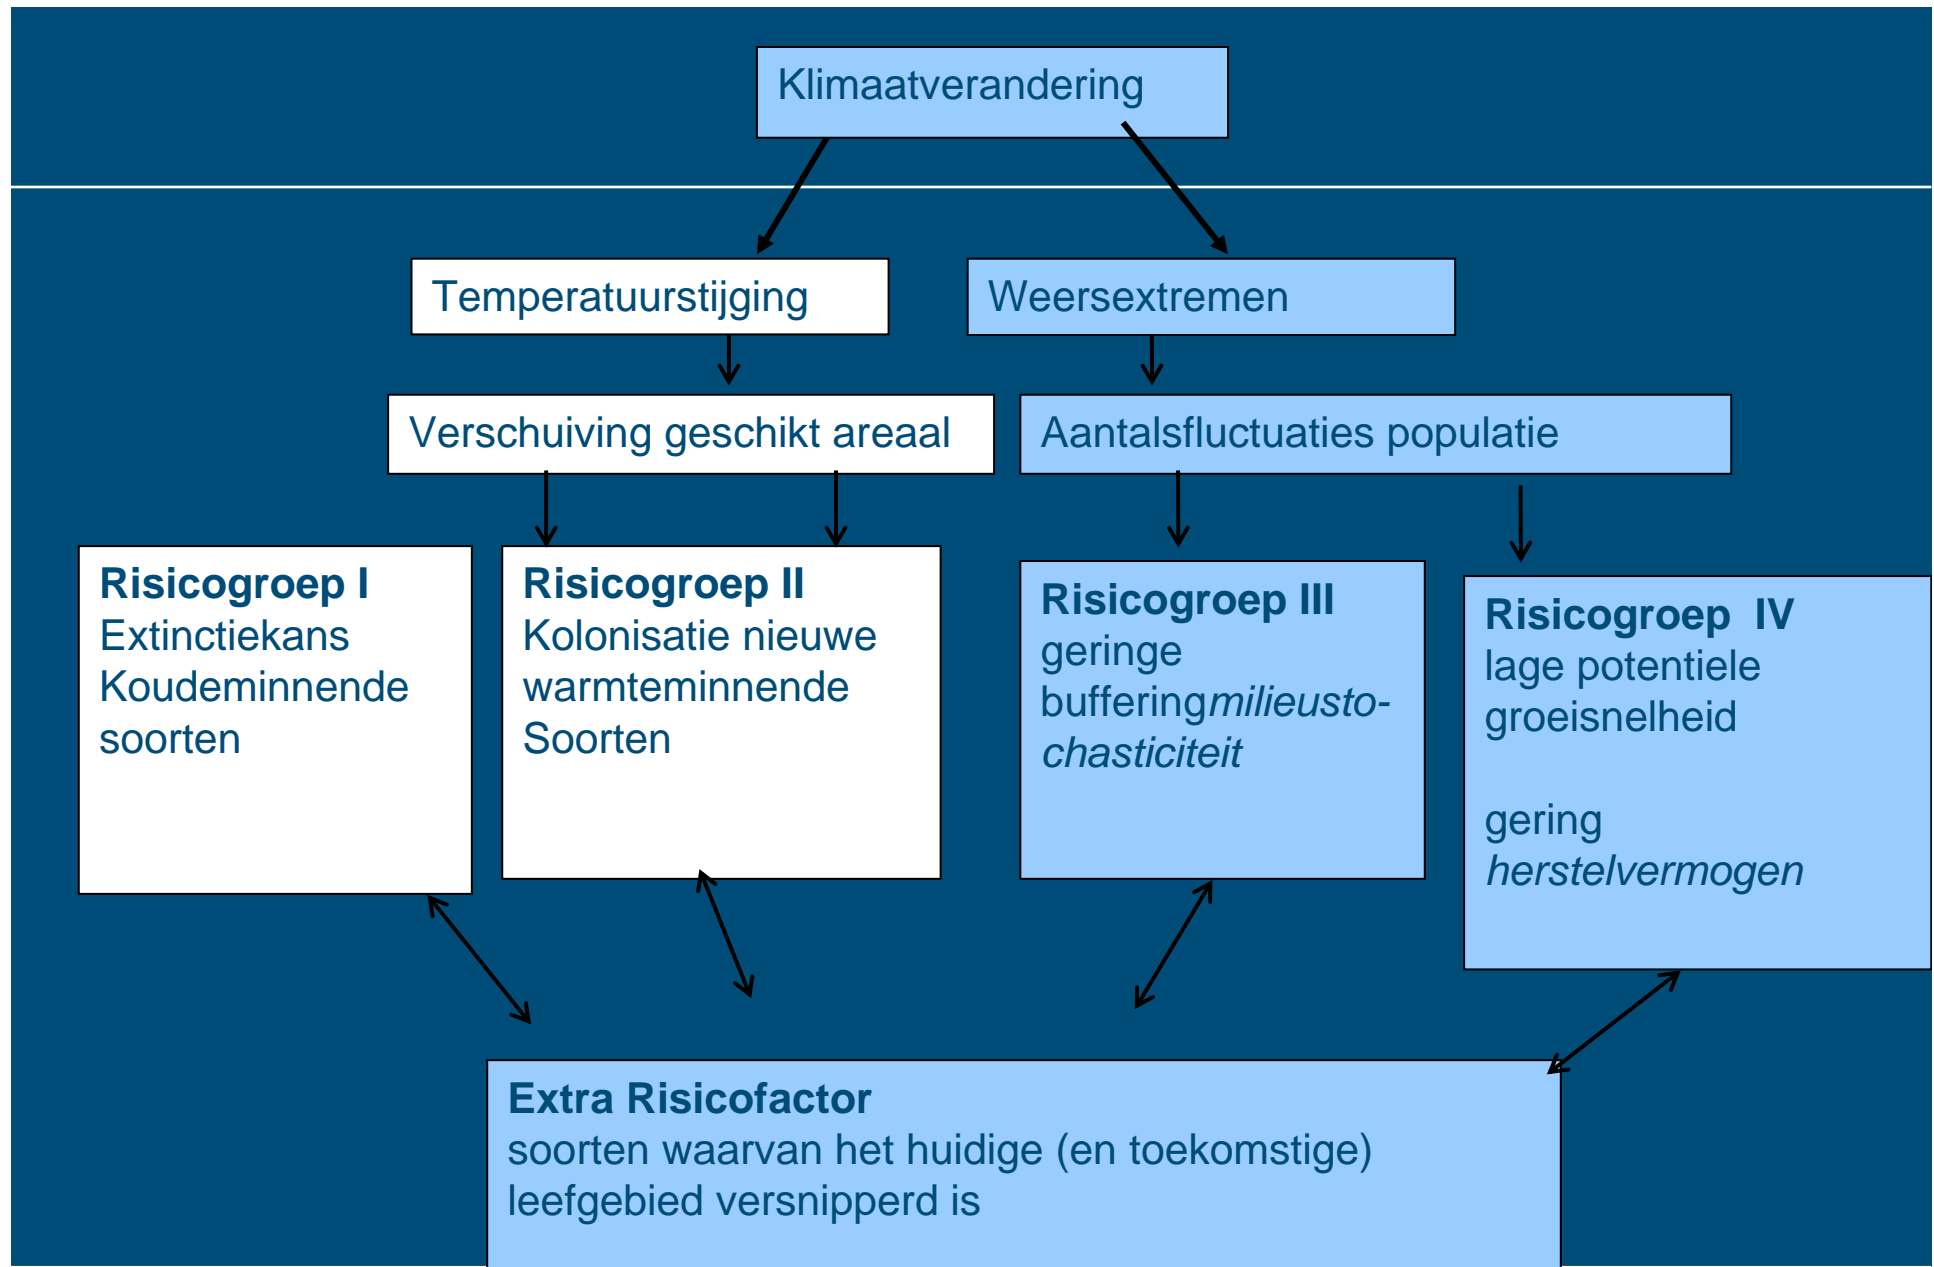 Klimaatverandering
Temperatuurstijging
Weersextremen
Verschuiving geschikt areaal
Aantalsfluctuaties populatie
Risicogroep I
Extinctiekans
Koudeminnende
soorten
Risicogroep II
Kolonisatie nieuwe
warmteminnende
Soorten
Risicogroep III
geringe
bufferingmilieusto-
chasticiteit
Risicogroep IV
lage potentiele
groeisnelheid
gering
herstelvermogen
Extra Risicofactor
soorten waarvan het huidige (en toekomstige)
leefgebied versnipperd is